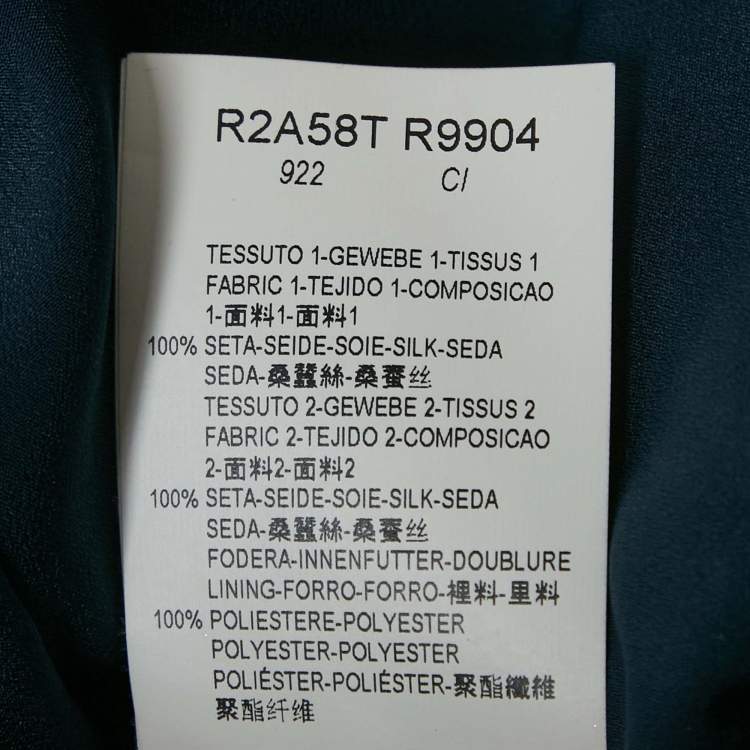 R2A58T R9904
922 CI
TESSUTO 1-GEWEBE 1-TISSUS 1
FABRIC 1-TEJIDO 1-COMPOSICAO
1-面料1-面料1
100% SETA-SEIDE-SOIE-SILK-SEDA
SEDA-桑蠶絲-桑蚕丝
TESSUTO 2-GEWEBE 2-TISSUS 2
FABRIC 2-TEJIDO 2-COMPOSICAO
2-面料2-面料2
100% SETA-SEIDE-SOIE-SILK-SEDA
SEDA-桑蠶絲-桑蚕丝
FODERA-INNENFUTTER-DOUBLURE
LINING-FORRO-FORRO-裡料-里料
100% POLIESTERE-POLYESTER
POLYESTER-POLYESTER
POLIÉSTER-POLIÉSTER-聚酯纖維
聚酯纤维